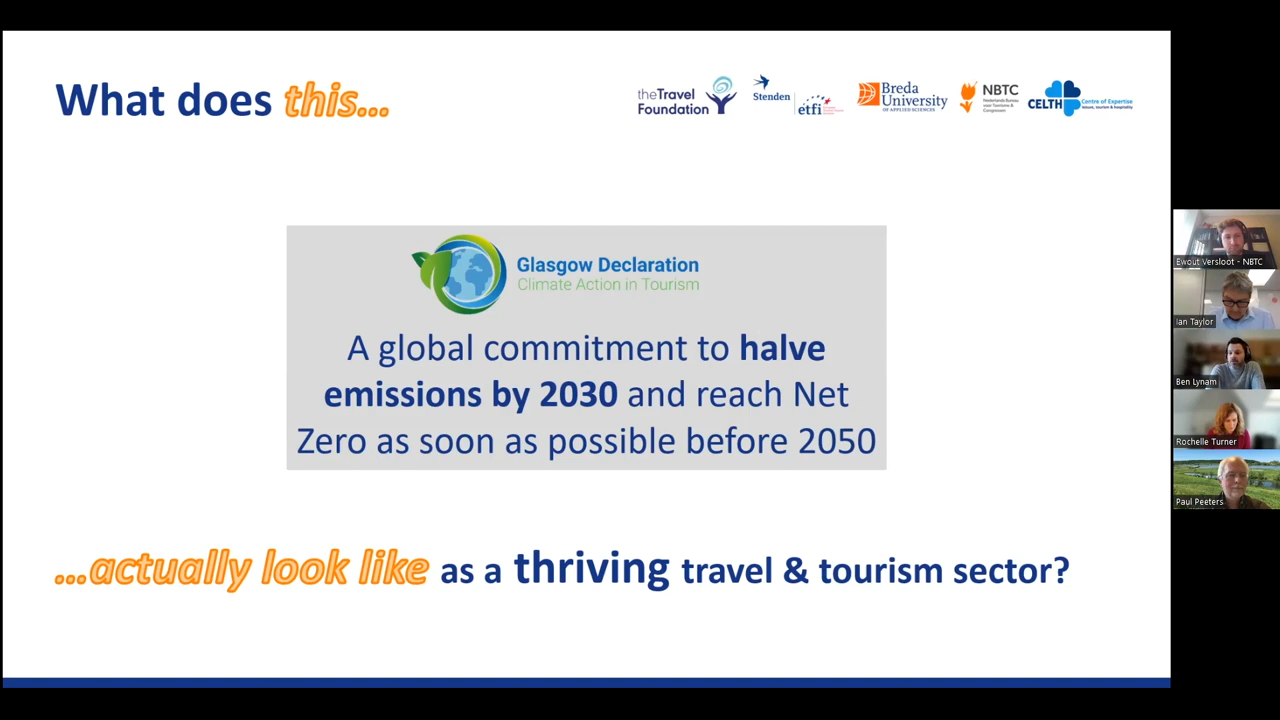 What does this...
theTravel
Foundation
Stenden
etfi
Breda
University
OF APPLIED SCIENCES
NBTC
Nederlands Bureau
voor Toerisme &
Congressen
CELTH
Centre of Expertise
leisure, tourism & hospitality
Glasgow Declaration
Climate Action in Tourism
A global commitment to halve
emissions by 2030 and reach Net
Zero as soon as possible before 2050
...actually look like as a thriving travel & tourism sector?
Ewout Versloot - NBTC
Ian Taylor
Ben Lynam
Rochelle Turner
Paul Peeters